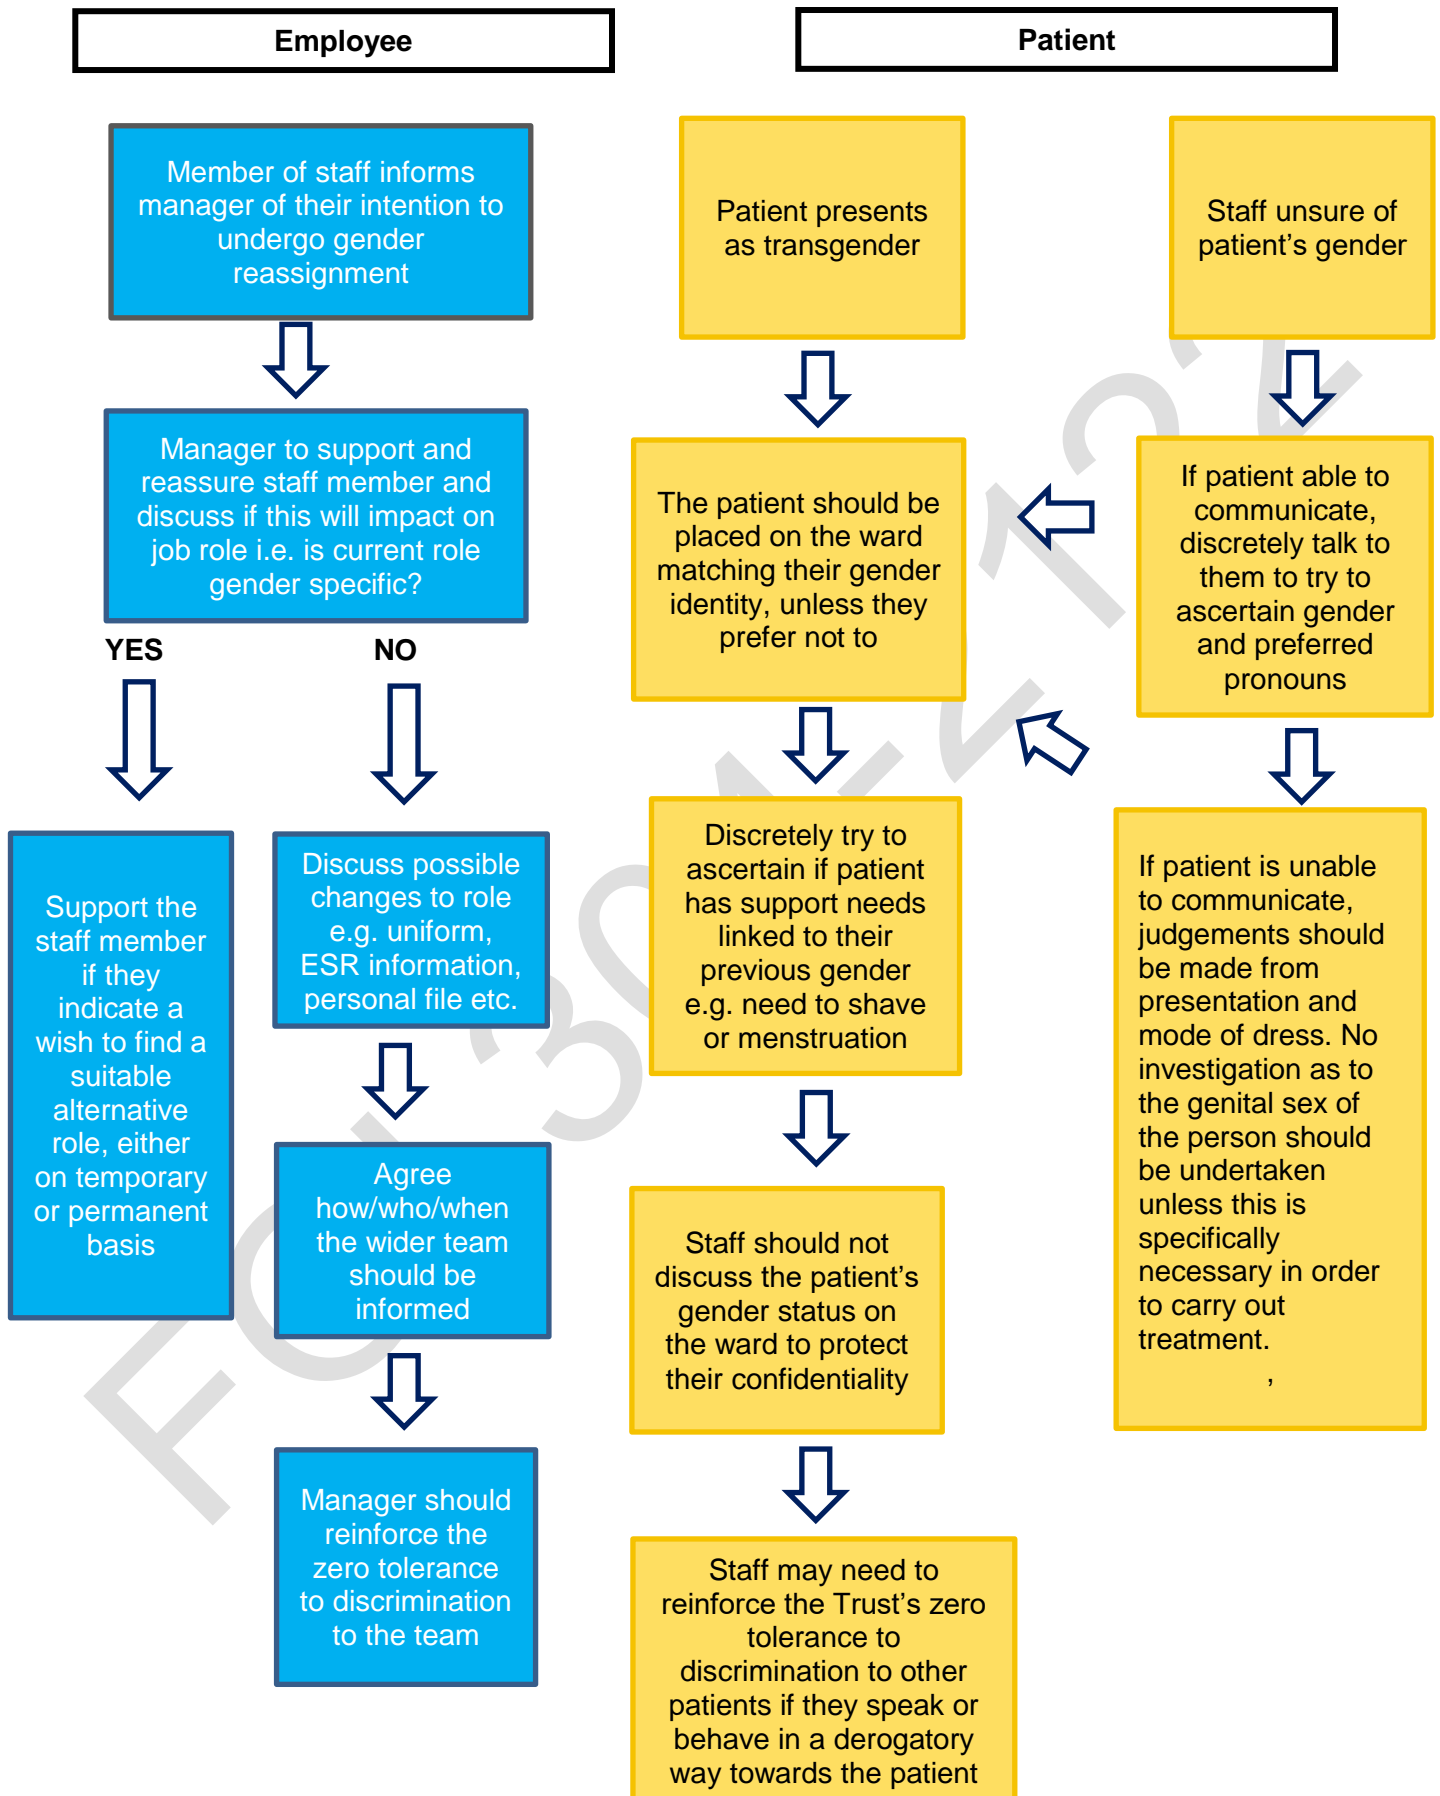 Employee
Member of staff informs
manager of their intention to
undergo gender
reassignment
Manager to support and
reassure staff member and
discuss if this will impact on
job role i.e. is current role
gender specific?
YES
NO
Support the
staff member
if they
indicate a
wish to find a
suitable
alternative
role, either
on temporary
or permanent
basis
Discuss possible
changes to role
e.g. uniform,
ESR information,
personal file etc.
Agree
how/who/when
the wider team
should be
informed
Manager should
reinforce the
zero tolerance
to discrimination
to the team
Patient
Patient presents
as transgender
The patient should be
placed on the ward
matching their gender
identity, unless they
prefer not to
Discretely try to
ascertain if patient
has support needs
linked to their
previous gender
e.g. need to shave
or menstruation
Staff should not
discuss the patient’s
gender status on
the ward to protect
their confidentiality
Staff may need to
reinforce the Trust’s zero
tolerance to
discrimination to other
patients if they speak or
behave in a derogatory
way towards the patient
Staff unsure of
patient’s gender
If patient able to
communicate,
discretely talk to
them to try to
ascertain gender
and preferred
pronouns
If patient is unable
to communicate,
judgements should
be made from
presentation and
mode of dress. No
investigation as to
the genital sex of
the person should
be undertaken
unless this is
specifically
necessary in order
to carry out
treatment.
,